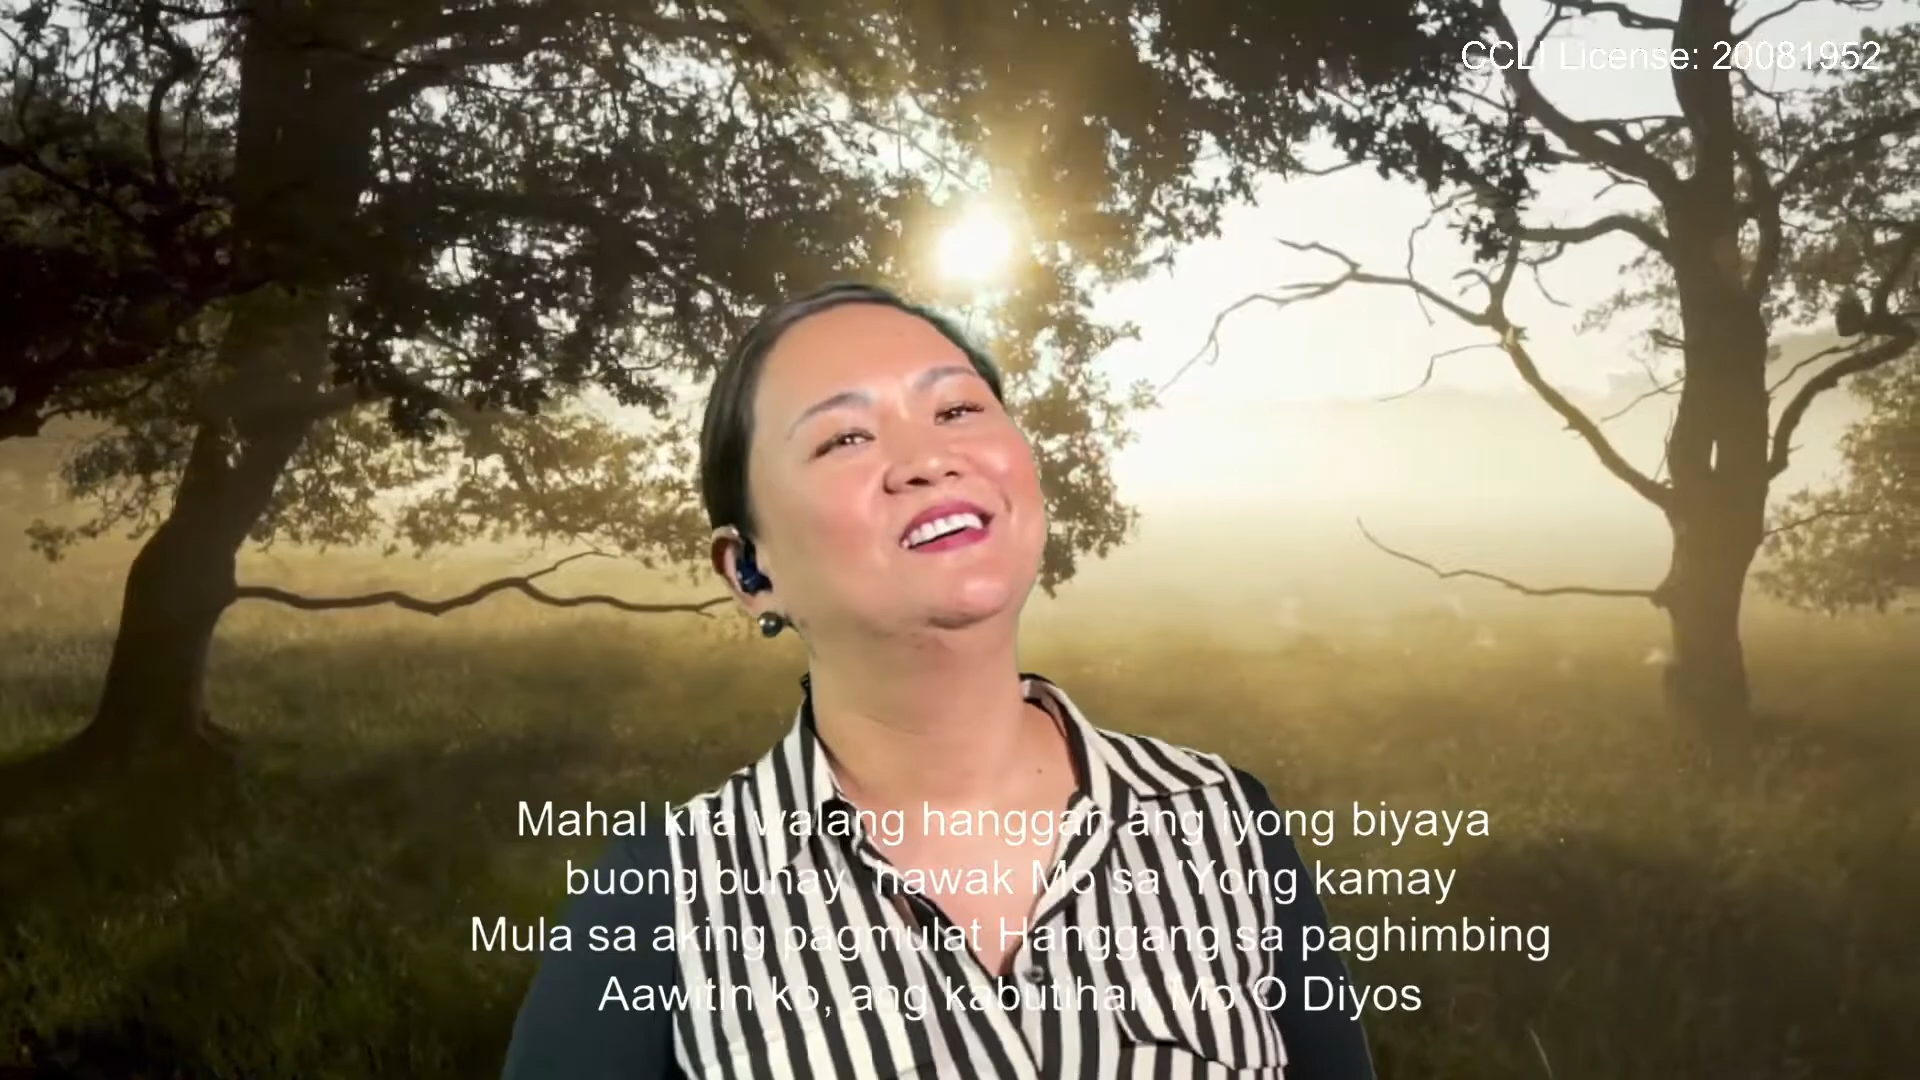 CCLI License: 20081952
Mahal kita walang hanggan ang iyong biyaya
buong buhay hawak Mo sa 'Yong kamay
Mula sa aking pagmulat Hanggang sa paghimbing
Aawitin ko, ang kabutihan Mo O Diyos